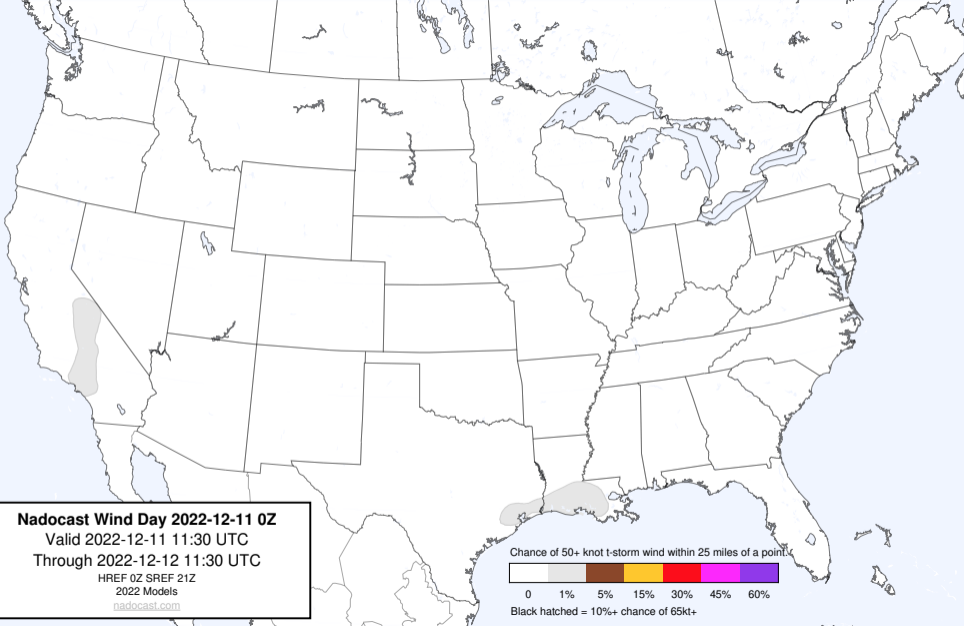 Nadocast Wind Day 2022-12-11 0Z
Valid 2022-12-11 11:30 UTC
Through 2022-12-12 11:30 UTC
HREF 0Z SREF 21Z
2022 Models
nadocast.com
Chance of 50+ knot t-storm wind within 25 miles of a point.
0 1% 5% 15% 30% 45% 60%
Black hatched = 10%+ chance of 65kt+